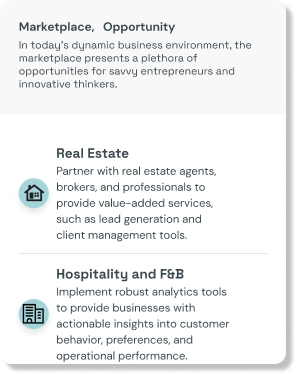 Marketplace, Opportunity
In today's dynamic business environment, the
marketplace presents a plethora of
opportunities for savvy entrepreneurs and
innovative thinkers.
Real Estate
Partner with real estate agents,
brokers, and professionals to
provide value-added services,
such as lead generation and
client management tools.
Hospitality and F&B
Implement robust analytics tools
to provide businesses with
actionable insights into customer
behavior, preferences, and
operational performance.